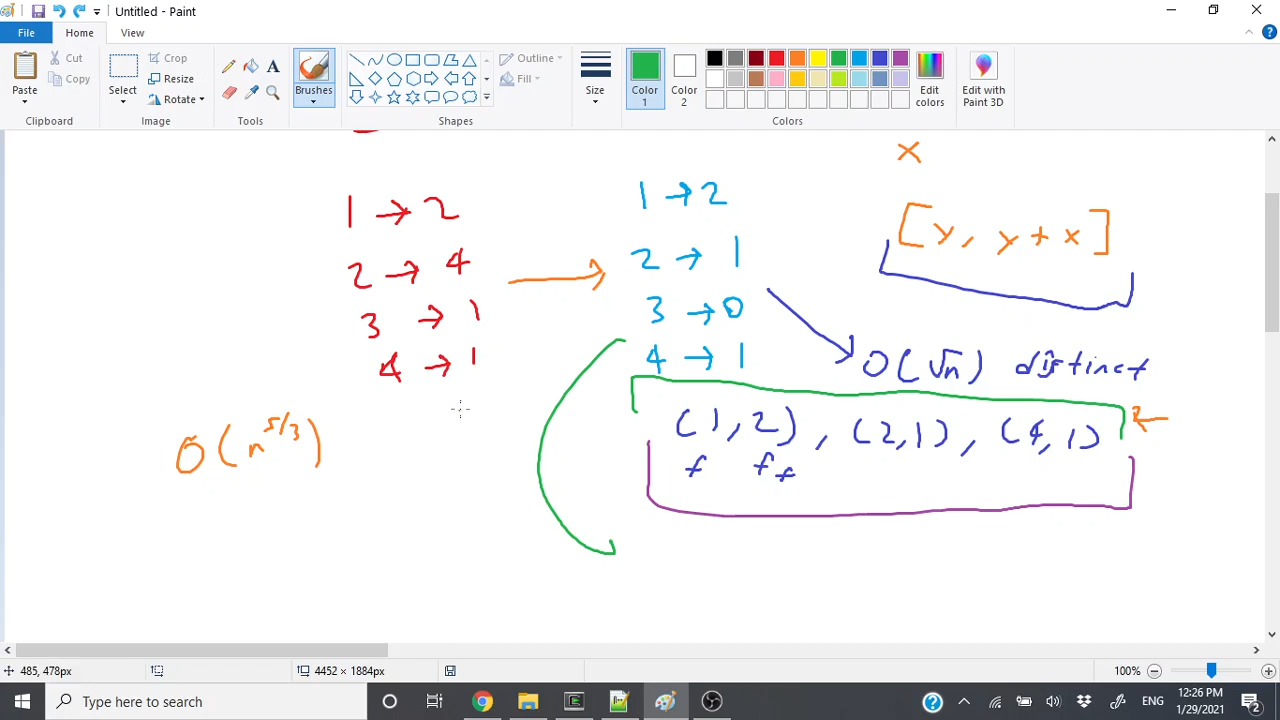 Untitled - Paint
File Home View
Paste
Cut
Copy
Clipboard
Select
Crop
Resize
Rotate
Image
A
Tools
Brushes
Outline
Fill
Shapes
Size
Color 1
Color 2
Edit colors
Colors
Edit with Paint 3D
x
[y, y + x]
1 → 2
2 → 4
3 → 1
4 → 1
1 → 2
2 → 1
3 → 0
4 → 1
O(√n) distinct
(1, 2), (2, 1), (4, 1)
f f_f
Õ(n^5/3)
485, 478px
4452 × 1884px
100%
Type here to search
ENG
12:26 PM
1/29/2021
2